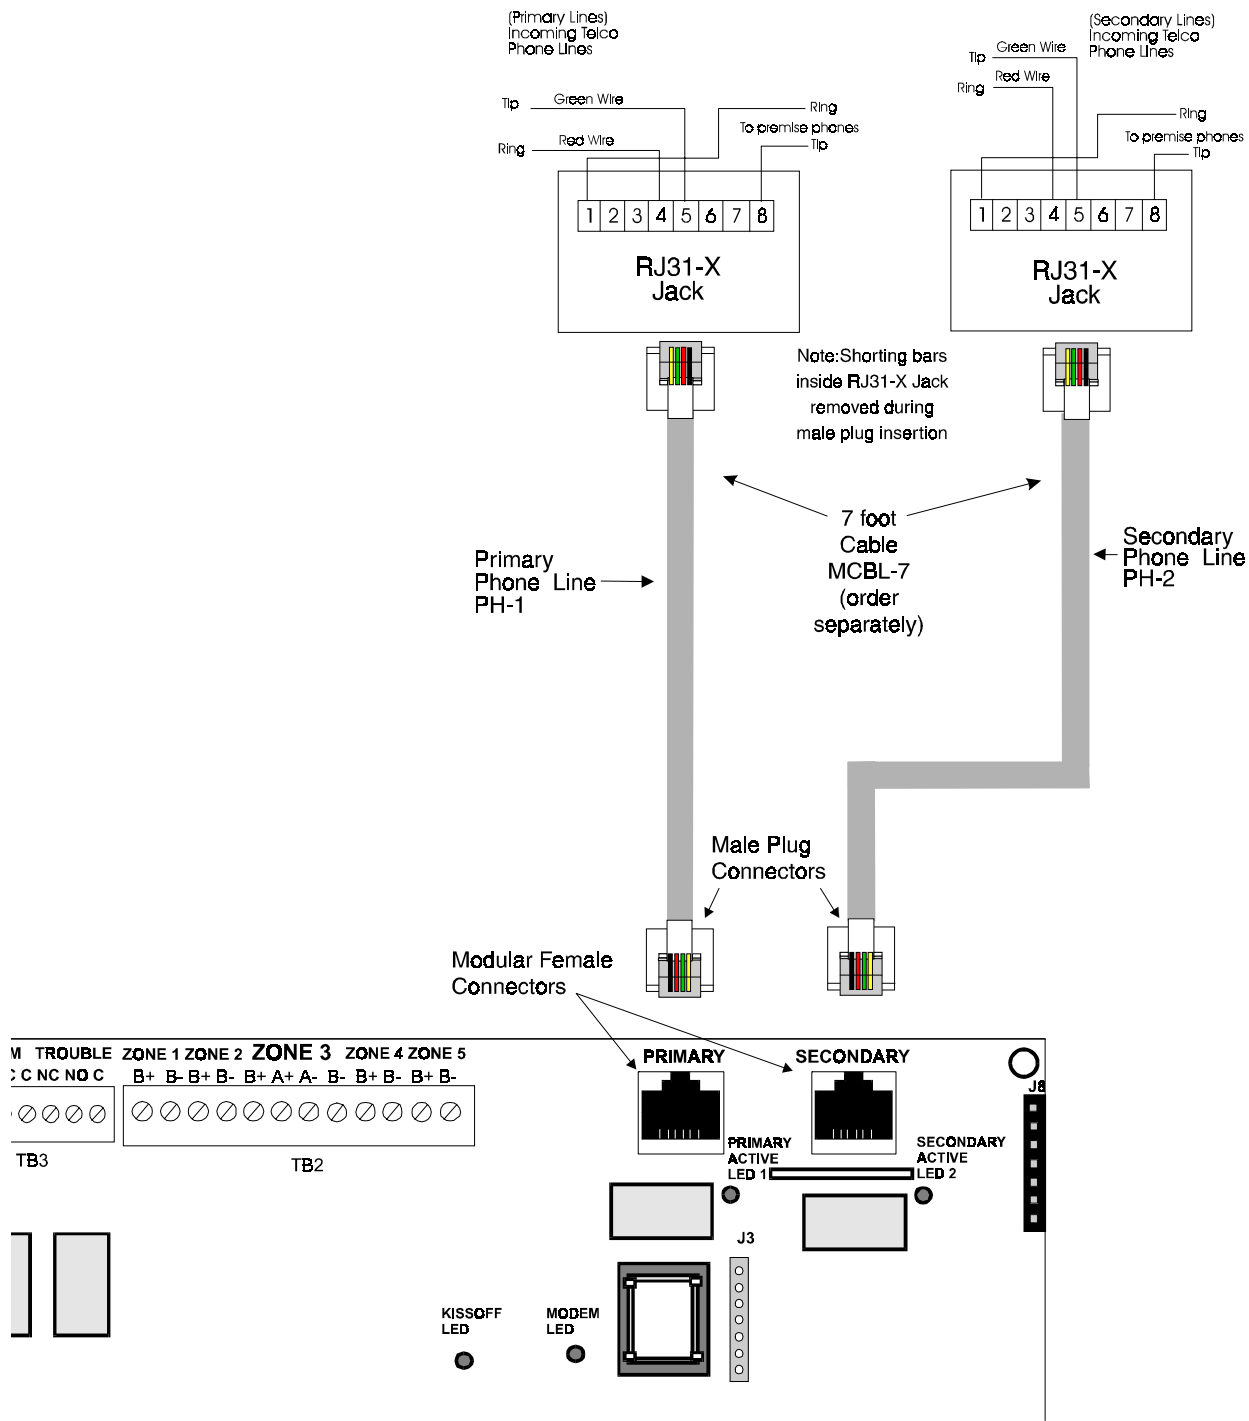 (Primary Lines)
Incoming Telco
Phone Lines
(Secondary Lines)
Incoming Telco
Phone Lines
Tip Green Wire
Ring Red Wire
Ring
To premise phones
Tip
Tip Green Wire
Ring Red Wire
Ring
To premise phones
Tip
1 2 3 4 5 6 7 8
RJ31-X
Jack
1 2 3 4 5 6 7 8
RJ31-X
Jack
Note:Shorting bars
inside RJ31-X Jack
removed during
male plug insertion
7 foot
Cable
MCBL-7
(order
separately)
Primary
Phone Line
PH-1
Secondary
Phone Line
PH-2
Male Plug
Connectors
Modular Female
Connectors
M TROUBLE ZONE 1 ZONE 2 ZONE 3 ZONE 4 ZONE 5
C C NC NO C B+ B- B+ B- B+ A+ A- B- B+ B- B+ B-
TB3
TB2
PRIMARY
SECONDARY
J8
PRIMARY
ACTIVE
LED 1
SECONDARY
ACTIVE
LED 2
J3
KISSOFF
LED
MODEM
LED